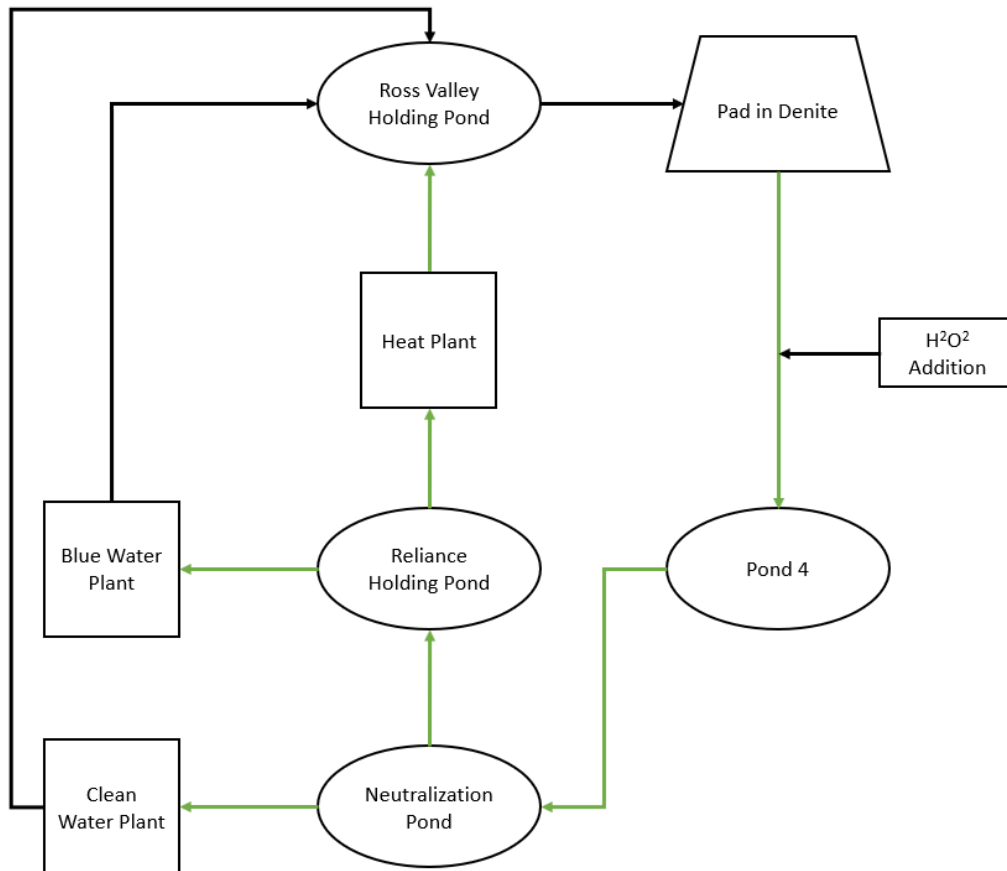 Ross Valley
Holding Pond
Pad in Denite
Heat Plant
H²O²
Addition
Blue Water
Plant
Reliance
Holding Pond
Pond 4
Clean
Water Plant
Neutralization
Pond